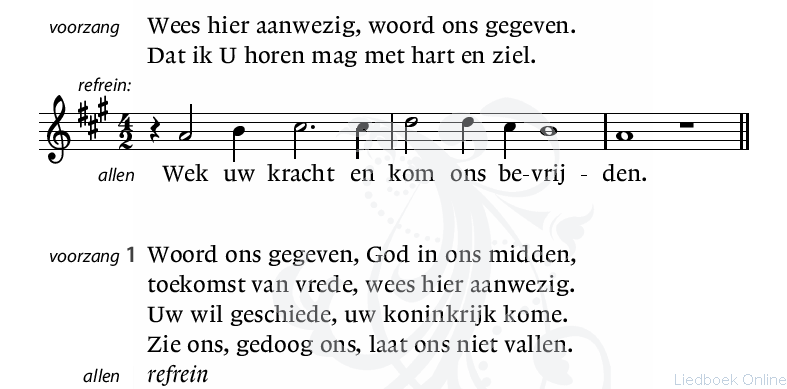 voorzang Wees hier aanwezig, woord ons gegeven.
Dat ik U horen mag met hart en ziel.
refrein:
4/2
allen Wek uw kracht en kom ons be-vrij - den.
voorzang 1 Woord ons gegeven, God in ons midden,
toekomst van vrede, wees hier aanwezig.
Uw wil geschiede, uw koninkrijk kome.
Zie ons, gedoog ons, laat ons niet vallen.
allen refrein
Liedboek Online